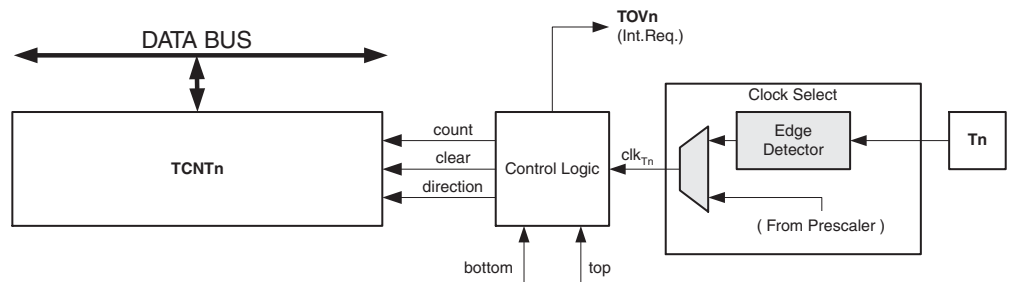 TOVn
(Int.Req.)
DATA BUS
Clock Select
Edge
Detector
Tn
TCNTn
count
clear
direction
Control Logic
clkTn
( From Prescaler )
bottom
top